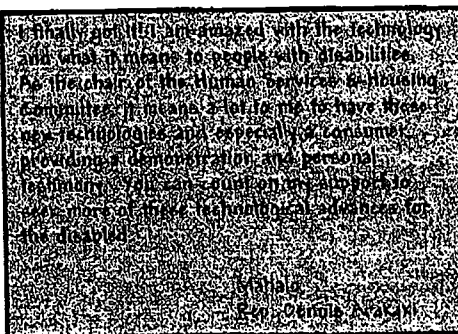 I finally got it! I am amazed with the technology
and what it means to people with disabilities.
As the chair of the Human Services & Housing
Committee, it means a lot to me to have these
new technologies and especially a consumer
providing a demonstration and personal
testimony. You can count on my support to
seek more of these technological advances for
the disabled.
Mahalo,
Rep. Dennis Arakaki